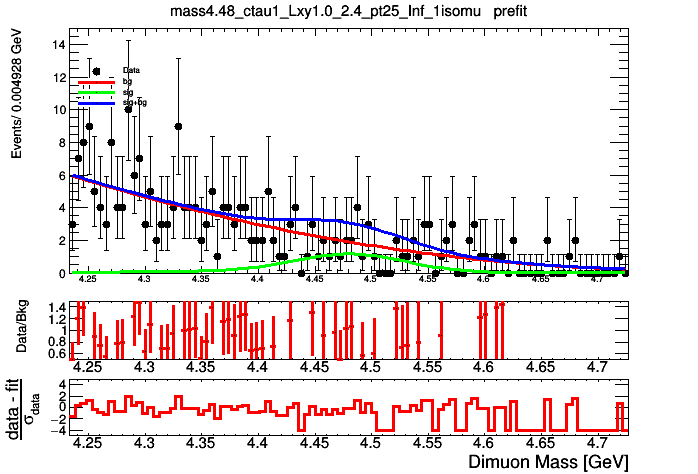 mass4.48_ctau1_Lxy1.0_2.4_pt25_Inf_1isomu prefit
Events/ 0.004928 GeV
14
12
10
8
6
4
2
0
Data
bg
sig
sig+bg
4.25 4.3 4.35 4.4 4.45 4.5 4.55 4.6 4.65 4.7
Data/Bkg
1.4
1.2
1
0.8
0.6
4.25 4.3 4.35 4.4 4.45 4.5 4.55 4.6 4.65 4.7
data - fit
σdata
4
2
0
−2
−4
4.25 4.3 4.35 4.4 4.45 4.5 4.55 4.6 4.65 4.7
Dimuon Mass [GeV]